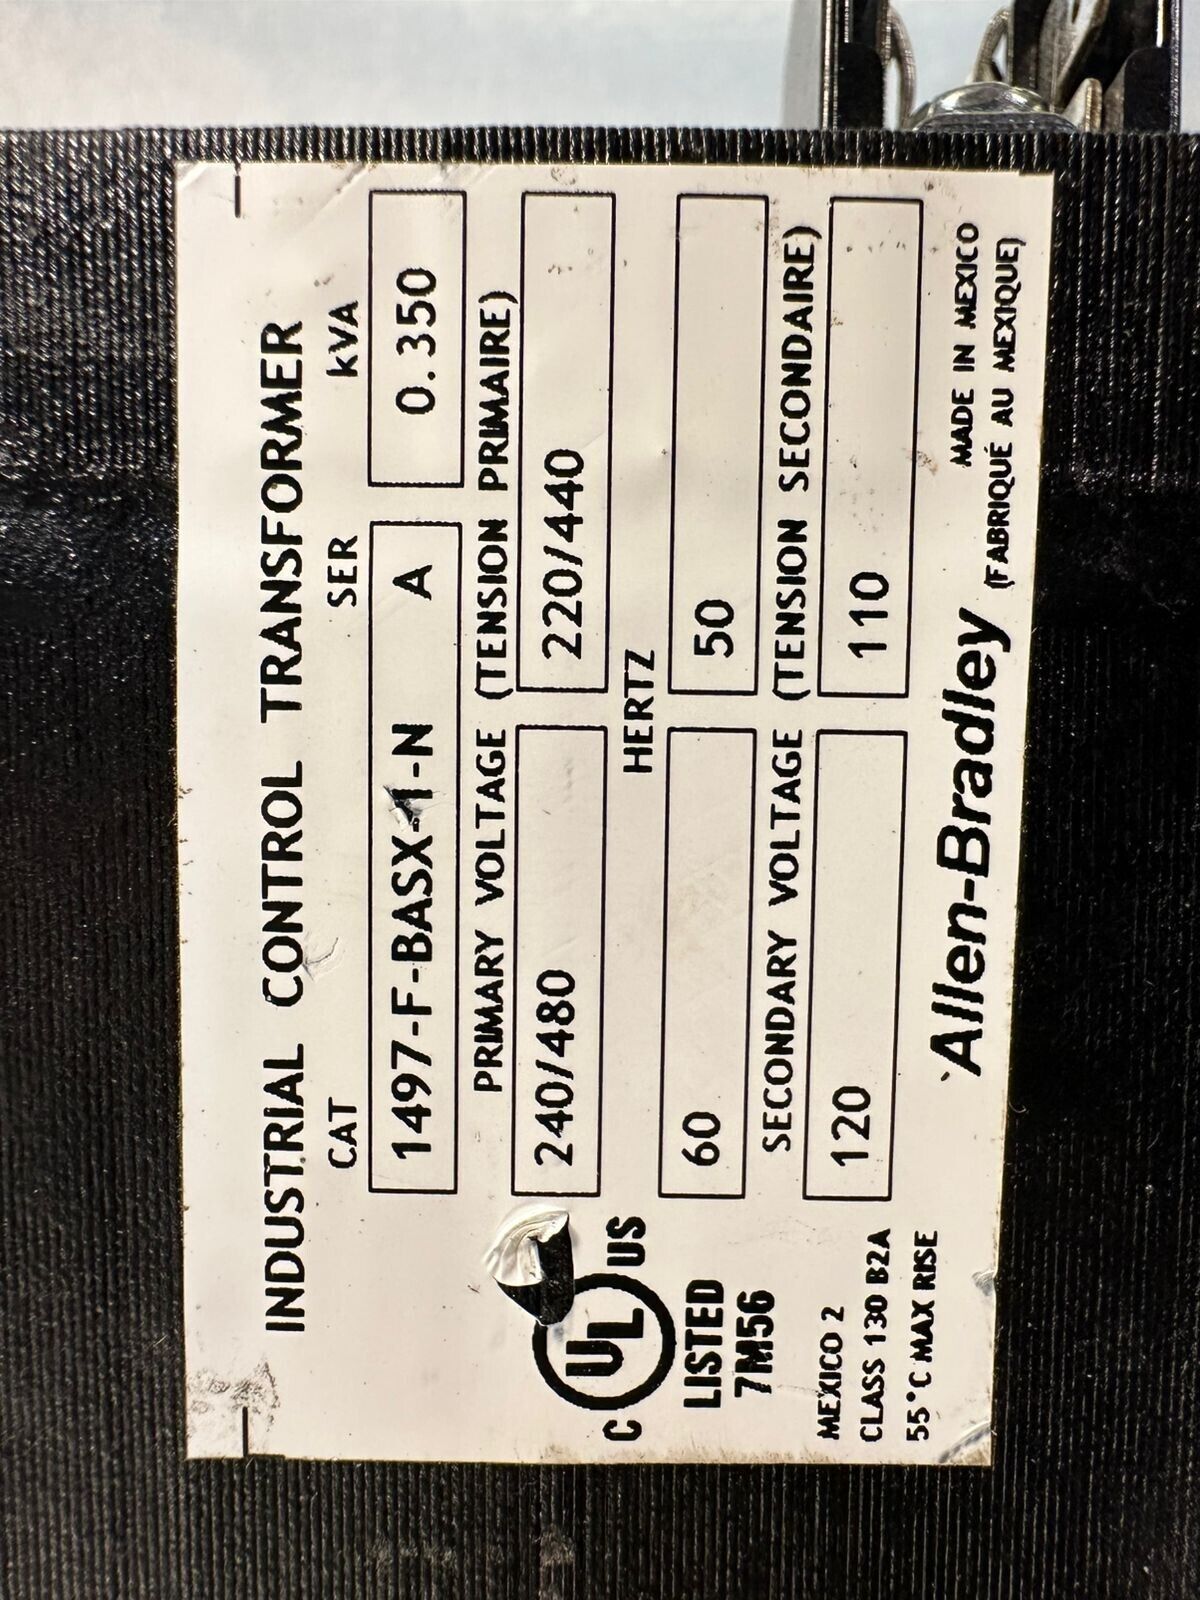 INDUSTRIAL CONTROL TRANSFORMER
CAT SER kVA
1497-F-BASX-1-N A 0.350
PRIMARY VOLTAGE (TENSION PRIMAIRE)
240/480 220/440
HERTZ
60 50
SECONDARY VOLTAGE (TENSION SECONDAIRE)
120 110
C UL US
LISTED
7M56
MEXICO 2
CLASS 130 B2A
55°C MAX RISE
Allen-Bradley
MADE IN MEXICO
(FABRIQUÉ AU MEXIQUE)